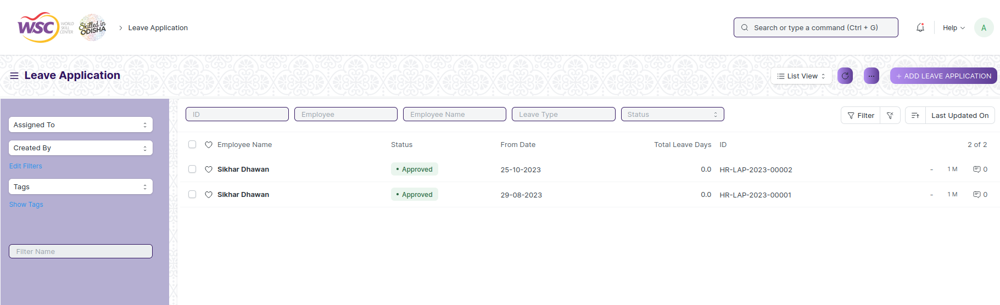 WSC WORLD SKILL CENTER Skilled in ODISHA Leave Application Search or type a command (Ctrl + G) Help A
Leave Application List View ... + ADD LEAVE APPLICATION
Assigned To
Created By
Edit Filters
Tags
Show Tags
Filter Name
ID Employee Employee Name Leave Type Status Filter Last Updated On
Employee Name Status From Date Total Leave Days ID 2 of 2
Sikhar Dhawan Approved 25-10-2023 0.0 HR-LAP-2023-00002 - 1 M 0
Sikhar Dhawan Approved 29-08-2023 0.0 HR-LAP-2023-00001 - 1 M 0